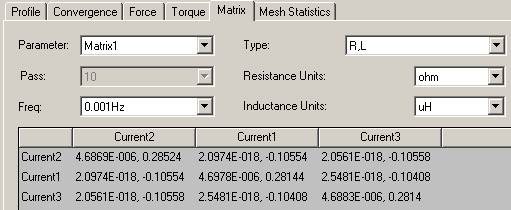 Profile Convergence Force Torque Matrix Mesh Statistics
Parameter: Matrix1 Type: R,L
Pass: 10 Resistance Units: ohm
Freq: 0.001Hz Inductance Units: uH
Current2 Current1 Current3
Current2 4.6869E-006, 0.28524 2.0974E-018, -0.10554 2.0561E-018, -0.10558
Current1 2.0974E-018, -0.10554 4.6978E-006, 0.28144 2.5481E-018, -0.10408
Current3 2.0561E-018, -0.10558 2.5481E-018, -0.10408 4.6883E-006, 0.2814